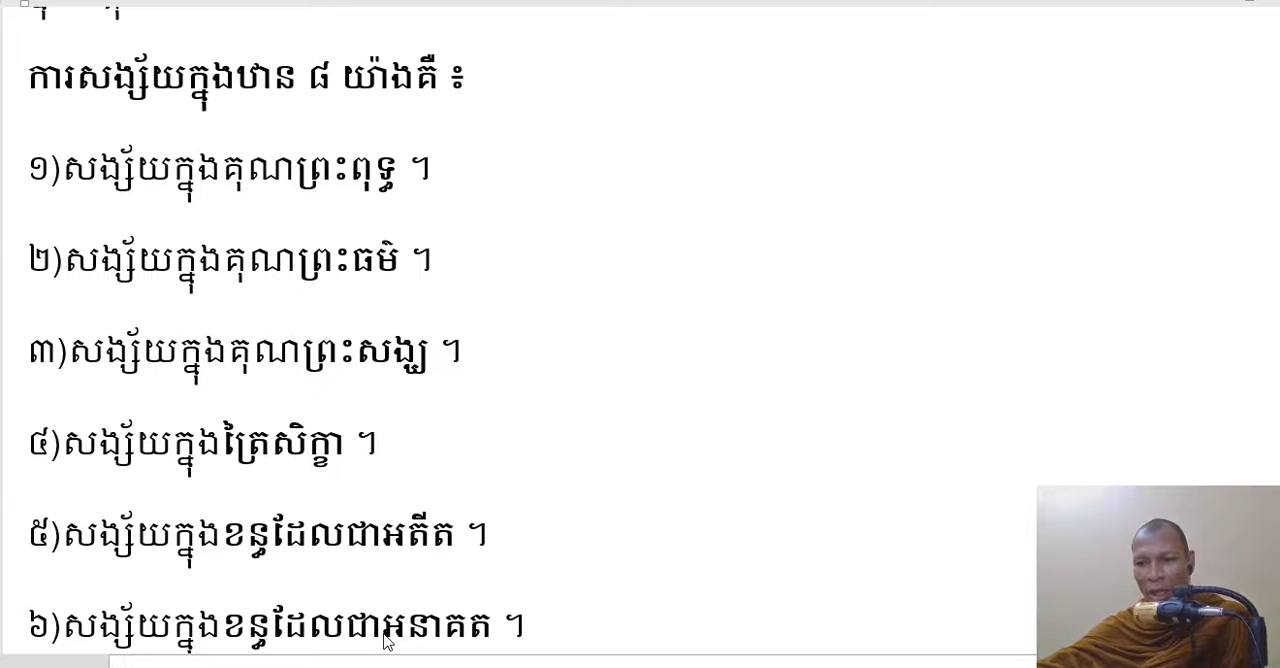 ការសង្ស័យក្នុងឋាន ៨ យ៉ាងគឺ ៖
១)សង្ស័យក្នុងគុណព្រះពុទ្ធ ។
២)សង្ស័យក្នុងគុណព្រះធម៌ ។
៣)សង្ស័យក្នុងគុណព្រះសង្ឃ ។
៤)សង្ស័យក្នុងត្រៃសិក្ខា ។
៥)សង្ស័យក្នុងខន្ធដែលជាអតីត ។
៦)សង្ស័យក្នុងខន្ធដែលជាអនាគត ។